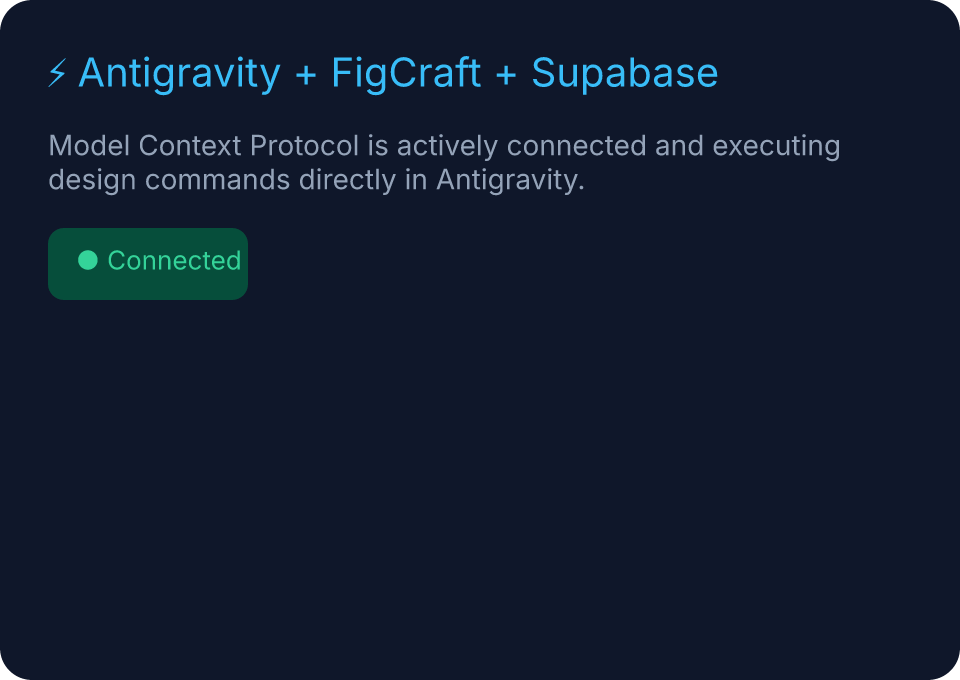 ⚡ Antigravity + FigCraft + Supabase
Model Context Protocol is actively connected and executing
design commands directly in Antigravity.
● Connected